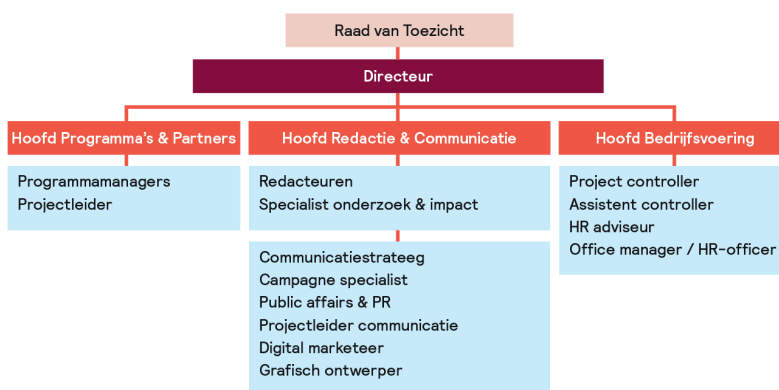 Raad van Toezicht
Directeur
Hoofd Programma's & Partners
Programmamanagers
Projectleider
Hoofd Redactie & Communicatie
Redacteuren
Specialist onderzoek & impact
Communicatiestrateeg
Campagne specialist
Public affairs & PR
Projectleider communicatie
Digital marketeer
Grafisch ontwerper
Hoofd Bedrijfsvoering
Project controller
Assistent controller
HR adviseur
Office manager / HR-officer